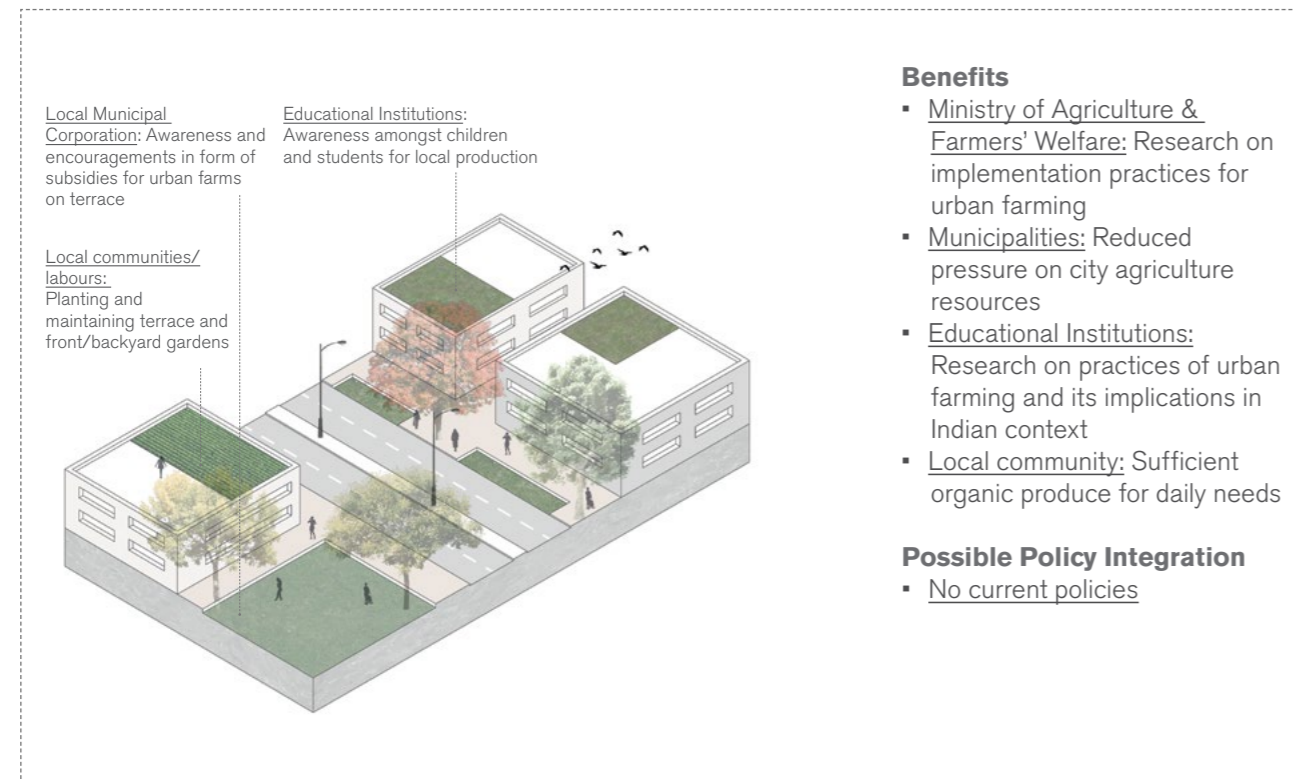 Local Municipal
Corporation: Awareness and
encouragements in form of
subsidies for urban farms
on terrace
Educational Institutions:
Awareness amongst children
and students for local production
Local communities/
labours:
Planting and
maintaining terrace and
front/backyard gardens
Benefits
▪ Ministry of Agriculture &
Farmers' Welfare: Research on
implementation practices for
urban farming
▪ Municipalities: Reduced
pressure on city agriculture
resources
▪ Educational Institutions:
Research on practices of urban
farming and its implications in
Indian context
▪ Local community: Sufficient
organic produce for daily needs
Possible Policy Integration
▪ No current policies